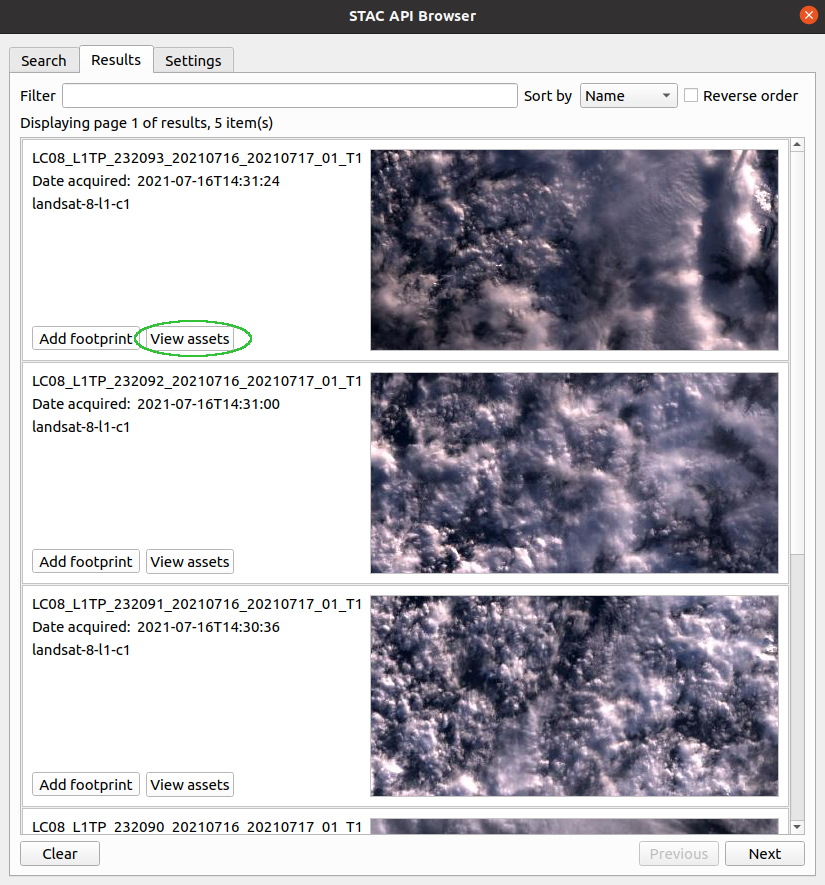 STAC API Browser
Search Results Settings
Filter Sort by Name Reverse order
Displaying page 1 of results, 5 item(s)
LC08_L1TP_232093_20210716_20210717_01_T1
Date acquired: 2021-07-16T14:31:24
landsat-8-l1-c1
Add footprint View assets
LC08_L1TP_232092_20210716_20210717_01_T1
Date acquired: 2021-07-16T14:31:00
landsat-8-l1-c1
Add footprint View assets
LC08_L1TP_232091_20210716_20210717_01_T1
Date acquired: 2021-07-16T14:30:36
landsat-8-l1-c1
Add footprint View assets
LC08_L1TP_232090_20210716_20210717_01_T1
Clear Previous Next